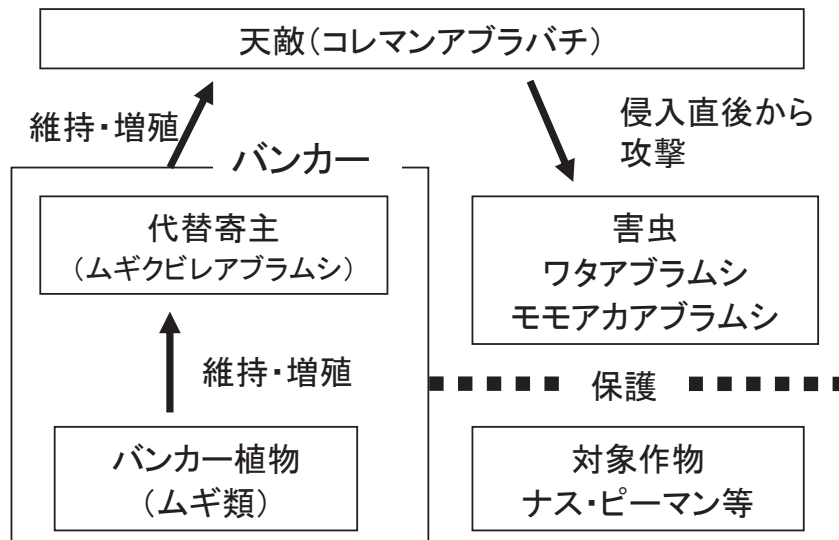 天敵(コレマンアブラバチ)
維持・増殖
侵入直後から
攻撃
バンカー
代替寄主
(ムギクビレアブラムシ)
害虫
ワタアブラムシ
モモアカアブラムシ
維持・増殖
保護
バンカー植物
(ムギ類)
対象作物
ナス・ピーマン等